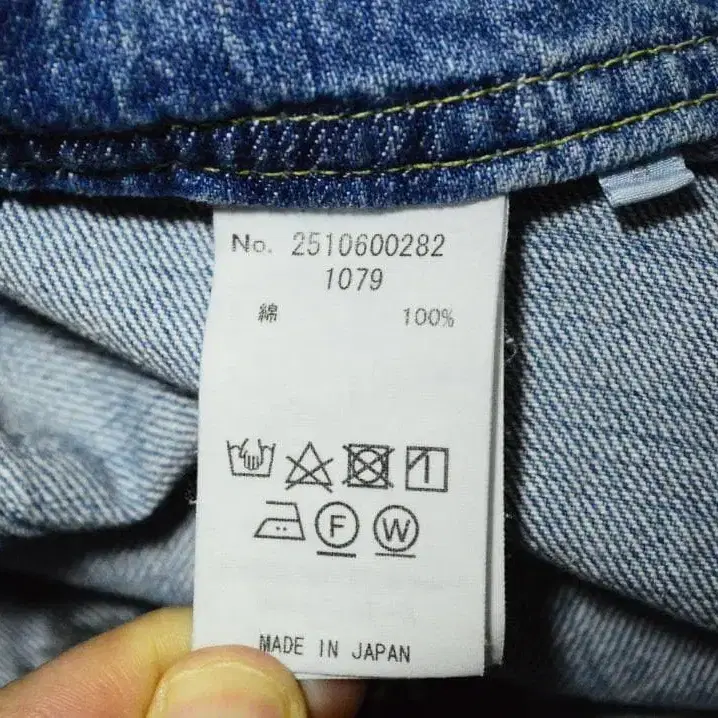 No. 2510600282
1079
綿 100%
F W
MADE IN JAPAN